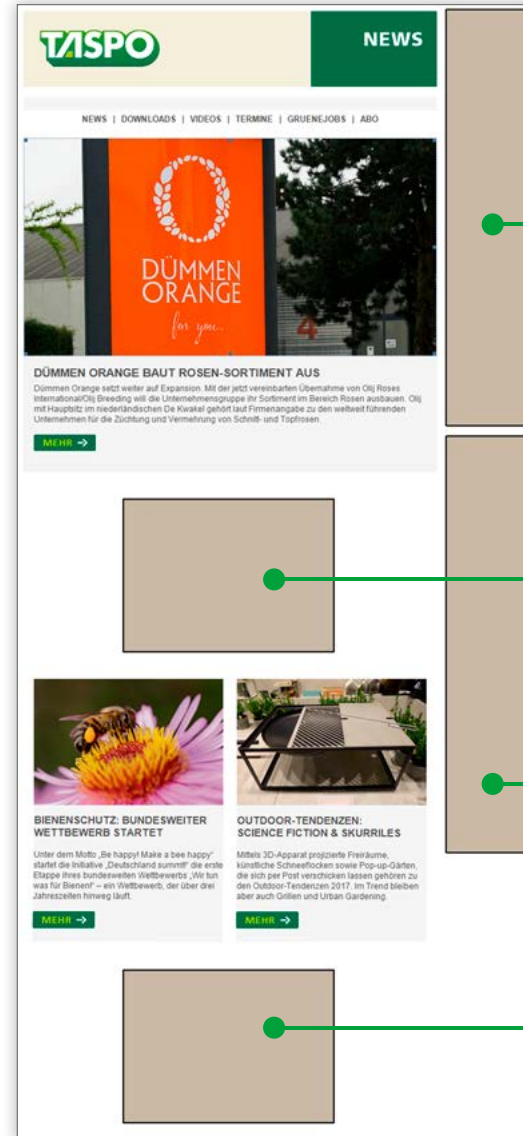 TASPO
NEWS
NEWS | DOWNLOADS | VIDEOS | TERMINE | GRUENEJOBS | ABO
DÜMMEN
ORANGE
for you..
4
DÜMMEN ORANGE BAUT ROSEN-SORTIMENT AUS
Dümmen Orange setzt weiter auf Expansion. Mit der jetzt vereinbarten Übernahme von Olij Roses
International/Olij Breeding will die Unternehmensgruppe ihr Sortiment im Bereich Rosen ausbauen. Olij
mit Hauptsitz im niederländischen De Kwakel gehört laut Firmenangabe zu den weltweit führenden
Unternehmen für die Züchtung und Vermehrung von Schnitt- und Topfrosen.
MEHR →
BIENENSCHUTZ: BUNDESWEITER
WETTBEWERB STARTET
Unter dem Motto „Be happy! Make a bee happy"
startet die Initiative „Deutschland summt!" die erste
Etappe ihres bundesweiten Wettbewerbs „Wir tun
was für Bienen!" – ein Wettbewerb, der über drei
Jahreszeiten hinweg läuft.
MEHR →
OUTDOOR-TENDENZEN:
SCIENCE FICTION & SKURRILES
Mittels 3D-Apparat projizierte Freiräume,
künstliche Schneeflocken sowie Pop-up-Gärten,
die sich per Post verschicken lassen gehören zu
den Outdoor-Tendenzen 2017. Im Trend bleiben
aber auch Grillen und Urban Gardening.
MEHR →